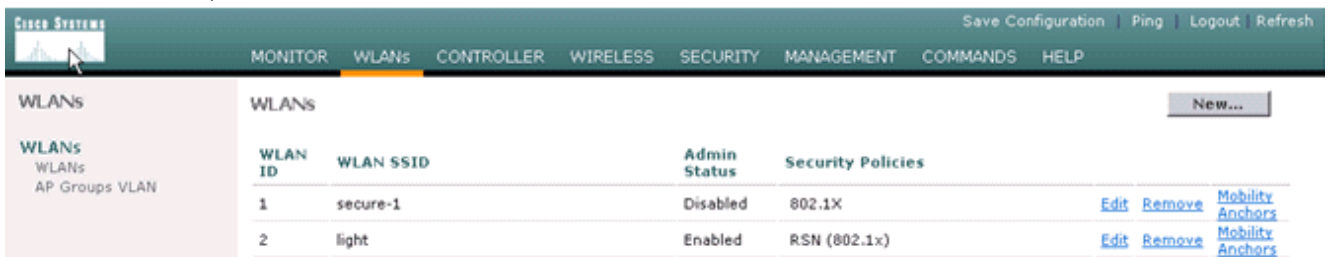 CISCO SYSTEMS
Save Configuration | Ping | Logout | Refresh
MONITOR WLANs CONTROLLER WIRELESS SECURITY MANAGEMENT COMMANDS HELP
WLANs
WLANs
WLANs
AP Groups VLAN
WLANs
New...
WLAN ID WLAN SSID Admin Status Security Policies
1 secure-1 Disabled 802.1X Edit Remove Mobility Anchors
2 light Enabled RSN (802.1x) Edit Remove Mobility Anchors